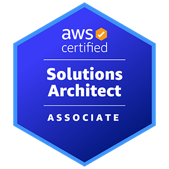 aws
certified
Solutions
Architect
ASSOCIATE